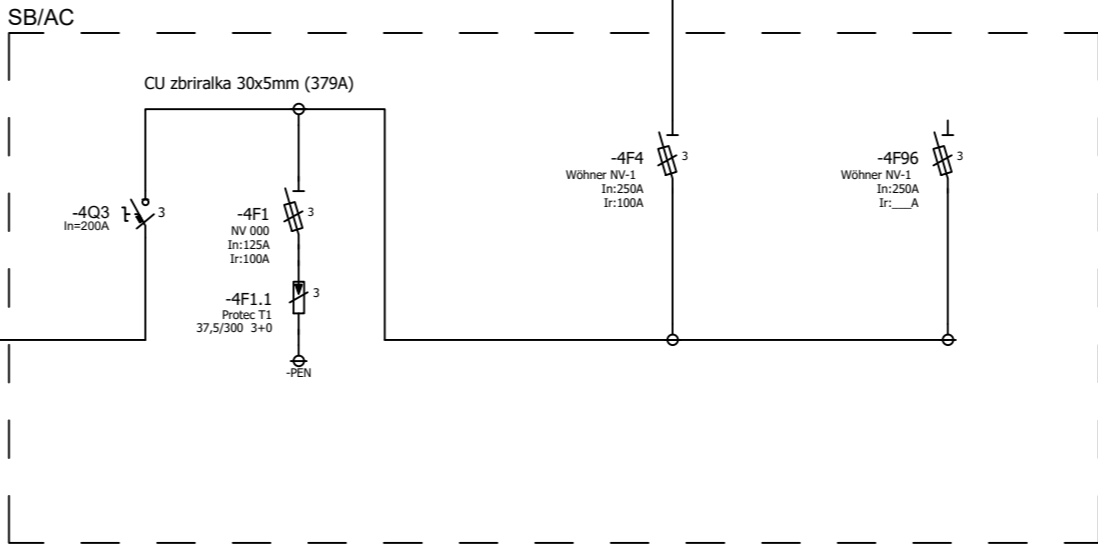 SB/AC
CU zbriralka 30x5mm (379A)
-4Q3
In=200A
3
-4F1
NV 000
In:125A
Ir:100A
3
-4F1.1
Protec T1
37,5/300 3+0
3
-PEN
-4F4
Wöhner NV-1
In:250A
Ir:100A
3
-4F96
Wöhner NV-1
In:250A
Ir:___A
3